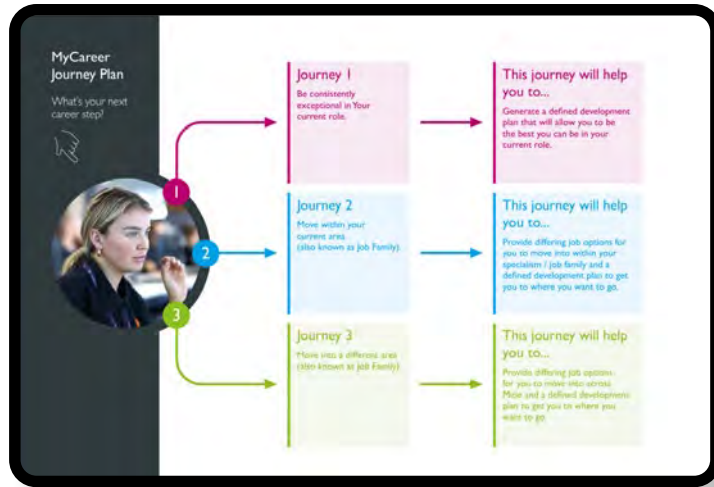 MyCareer
Journey Plan
What's your next
career step?
1
2
3
Journey 1
Be consistently
exceptional in Your
current role.
This journey will help
you to...
Generate a defined development
plan that will allow you to be
the best you can be in your
current role.
Journey 2
Move within your
current area
(also known as Job Family)
This journey will help
you to...
Provide differing job options for
you to move into within your
specialism / job family and a
defined development plan to get
you to where you want to go.
Journey 3
Move into a different area
(also known as Job Family)
This journey will help
you to...
Provide differing job options
for you to move into across
Mitie and a defined development
plan to get you to where you
want to go